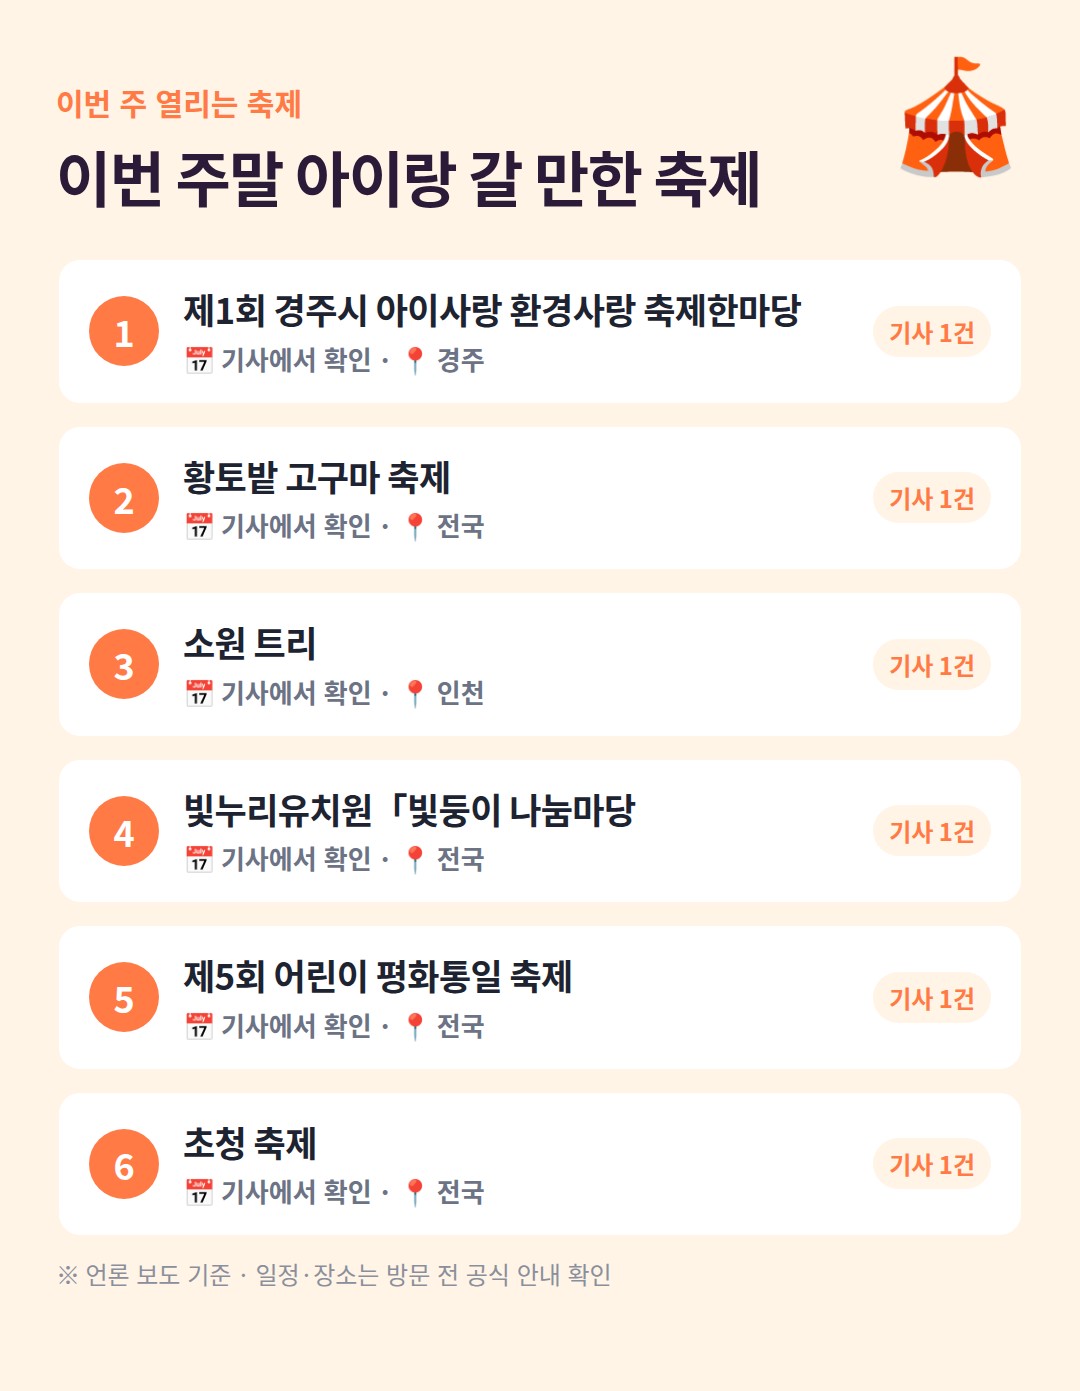 이번 주 열리는 축제
이번 주말 아이랑 갈 만한 축제
1
제1회 경주시 아이사랑 환경사랑 축제한마당
📅 기사에서 확인 · 📍 경주
기사 1건
2
황토밭 고구마 축제
📅 기사에서 확인 · 📍 전국
기사 1건
3
소원 트리
📅 기사에서 확인 · 📍 인천
기사 1건
4
빛누리유치원「빛둥이 나눔마당
📅 기사에서 확인 · 📍 전국
기사 1건
5
제5회 어린이 평화통일 축제
📅 기사에서 확인 · 📍 전국
기사 1건
6
초청 축제
📅 기사에서 확인 · 📍 전국
기사 1건
※ 언론 보도 기준 · 일정·장소는 방문 전 공식 안내 확인